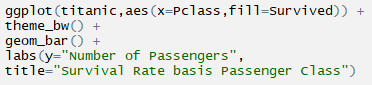 ggplot(titanic,aes(x=Pclass,fill=Survived)) +
theme_bw() +
geom_bar() +
labs(y="Number of Passengers",
title="Survival Rate basis Passenger Class")